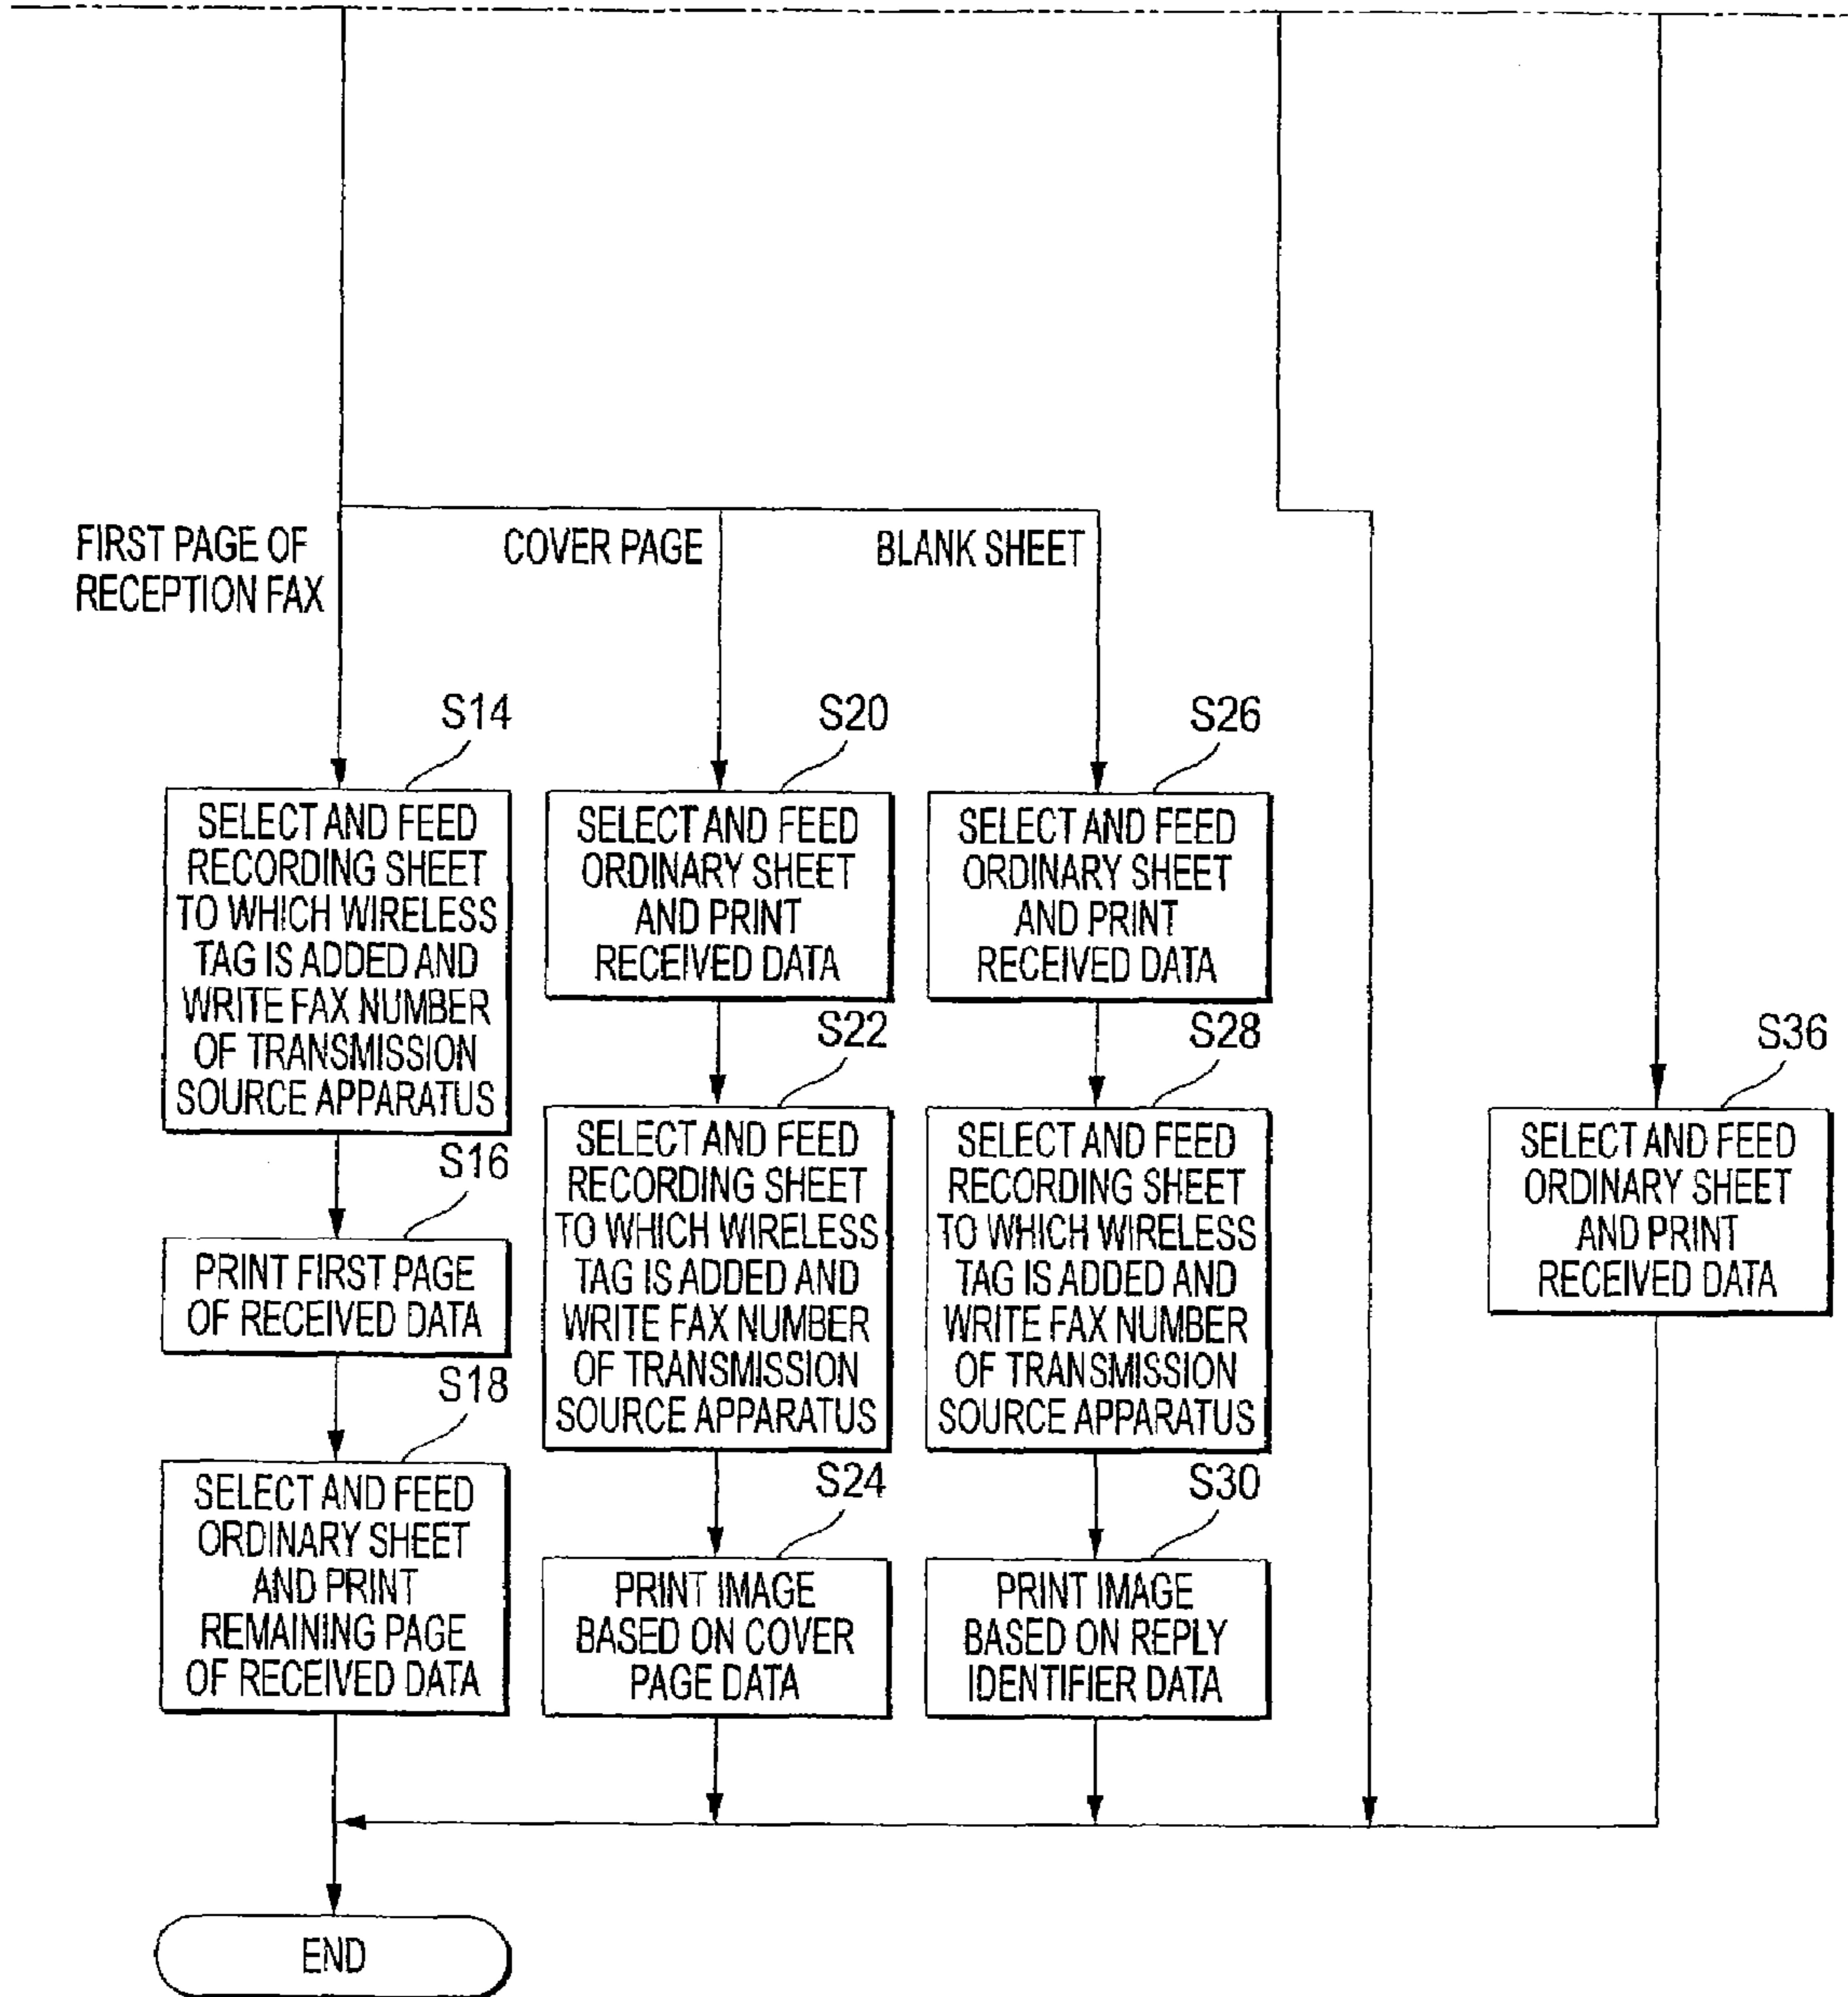 FIRST PAGE OF
RECEPTION FAX
COVER PAGE
BLANK SHEET
S14
SELECT AND FEED
RECORDING SHEET
TO WHICH WIRELESS
TAG IS ADDED AND
WRITE FAX NUMBER
OF TRANSMISSION
SOURCE APPARATUS
S16
PRINT FIRST PAGE
OF RECEIVED DATA
S18
SELECT AND FEED
ORDINARY SHEET
AND PRINT
REMAINING PAGE
OF RECEIVED DATA
S20
SELECT AND FEED
ORDINARY SHEET
AND PRINT
RECEIVED DATA
S22
SELECT AND FEED
RECORDING SHEET
TO WHICH WIRELESS
TAG IS ADDED AND
WRITE FAX NUMBER
OF TRANSMISSION
SOURCE APPARATUS
S24
PRINT IMAGE
BASED ON COVER
PAGE DATA
S26
SELECT AND FEED
ORDINARY SHEET
AND PRINT
RECEIVED DATA
S28
SELECT AND FEED
RECORDING SHEET
TO WHICH WIRELESS
TAG IS ADDED AND
WRITE FAX NUMBER
OF TRANSMISSION
SOURCE APPARATUS
S30
PRINT IMAGE
BASED ON REPLY
IDENTIFIER DATA
S36
SELECT AND FEED
ORDINARY SHEET
AND PRINT
RECEIVED DATA
END